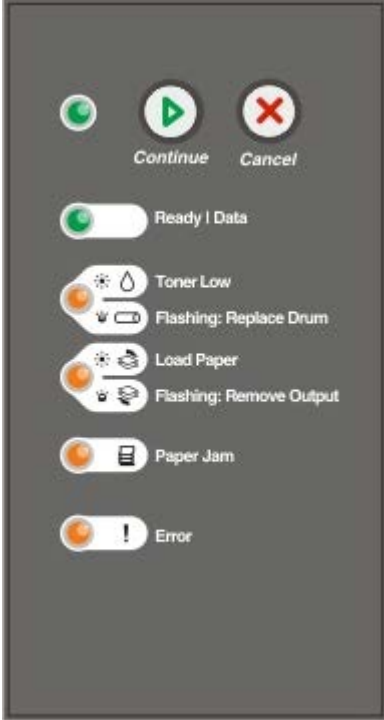 Continue Cancel
Ready | Data
Toner Low
Flashing: Replace Drum
Load Paper
Flashing: Remove Output
Paper Jam
! Error